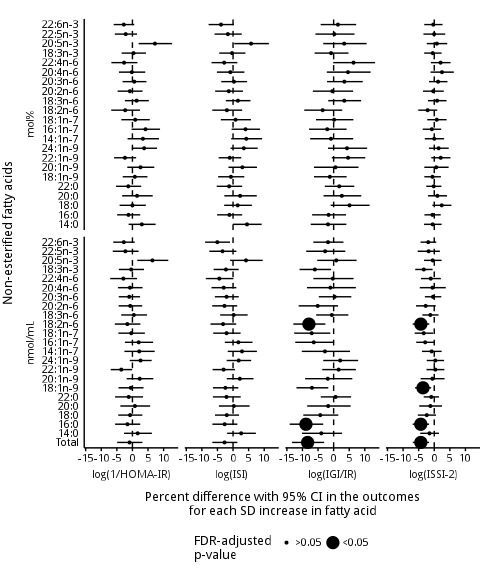 Non-esterified fatty acids
mol%
22:6n-3
22:5n-3
20:5n-3
18:3n-3
22:4n-6
20:4n-6
20:3n-6
20:2n-6
18:3n-6
18:2n-6
18:1n-7
16:1n-7
14:1n-7
24:1n-9
22:1n-9
20:1n-9
18:1n-9
22:0
20:0
18:0
16:0
14:0
nmol/mL
22:6n-3
22:5n-3
20:5n-3
18:3n-3
22:4n-6
20:4n-6
20:3n-6
20:2n-6
18:3n-6
18:2n-6
18:1n-7
16:1n-7
14:1n-7
24:1n-9
22:1n-9
20:1n-9
18:1n-9
22:0
20:0
18:0
16:0
14:0
Total
-15 -10 -5 0 5 10 -15 -10 -5 0 5 10 -15 -10 -5 0 5 10 -15 -10 -5 0 5 10
log(1/HOMA-IR) log(ISI) log(IGI/IR) log(ISSI-2)
Percent difference with 95% CI in the outcomes
for each SD increase in fatty acid
FDR-adjusted
p-value
>0.05 <0.05